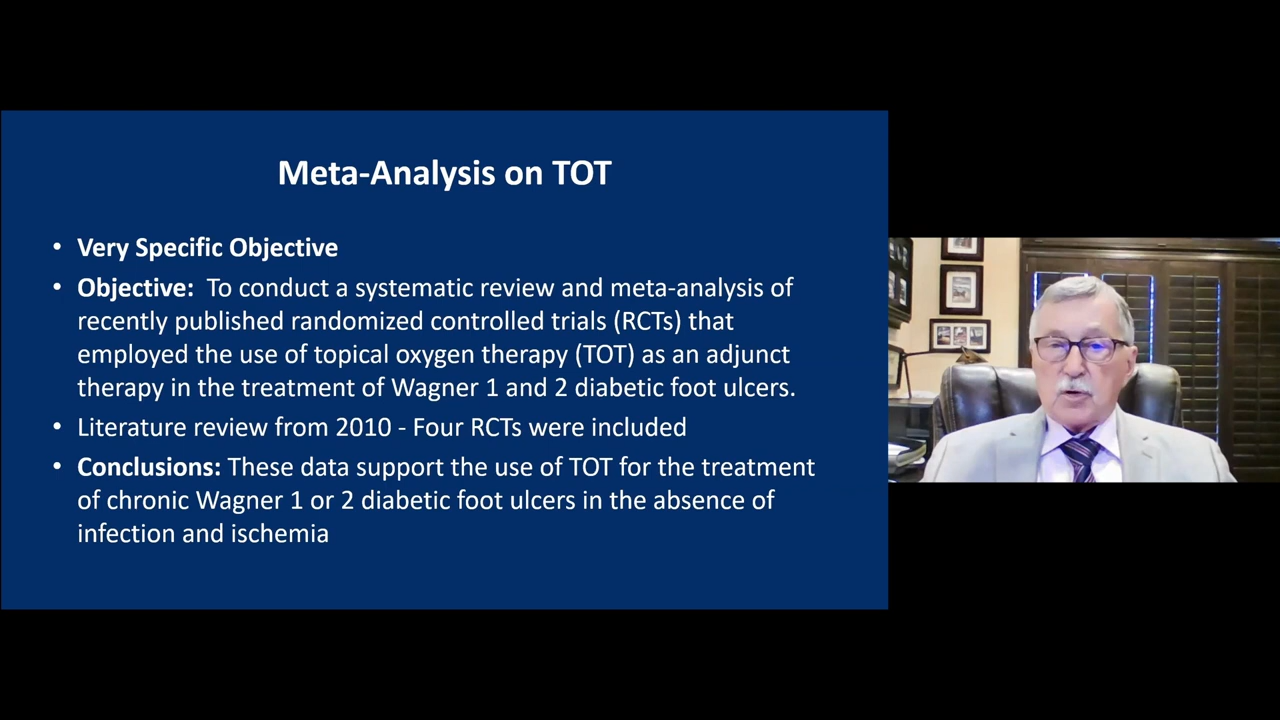 Meta-Analysis on TOT
• Very Specific Objective
• Objective: To conduct a systematic review and meta-analysis of
recently published randomized controlled trials (RCTs) that
employed the use of topical oxygen therapy (TOT) as an adjunct
therapy in the treatment of Wagner 1 and 2 diabetic foot ulcers.
• Literature review from 2010 - Four RCTs were included
• Conclusions: These data support the use of TOT for the treatment
of chronic Wagner 1 or 2 diabetic foot ulcers in the absence of
infection and ischemia